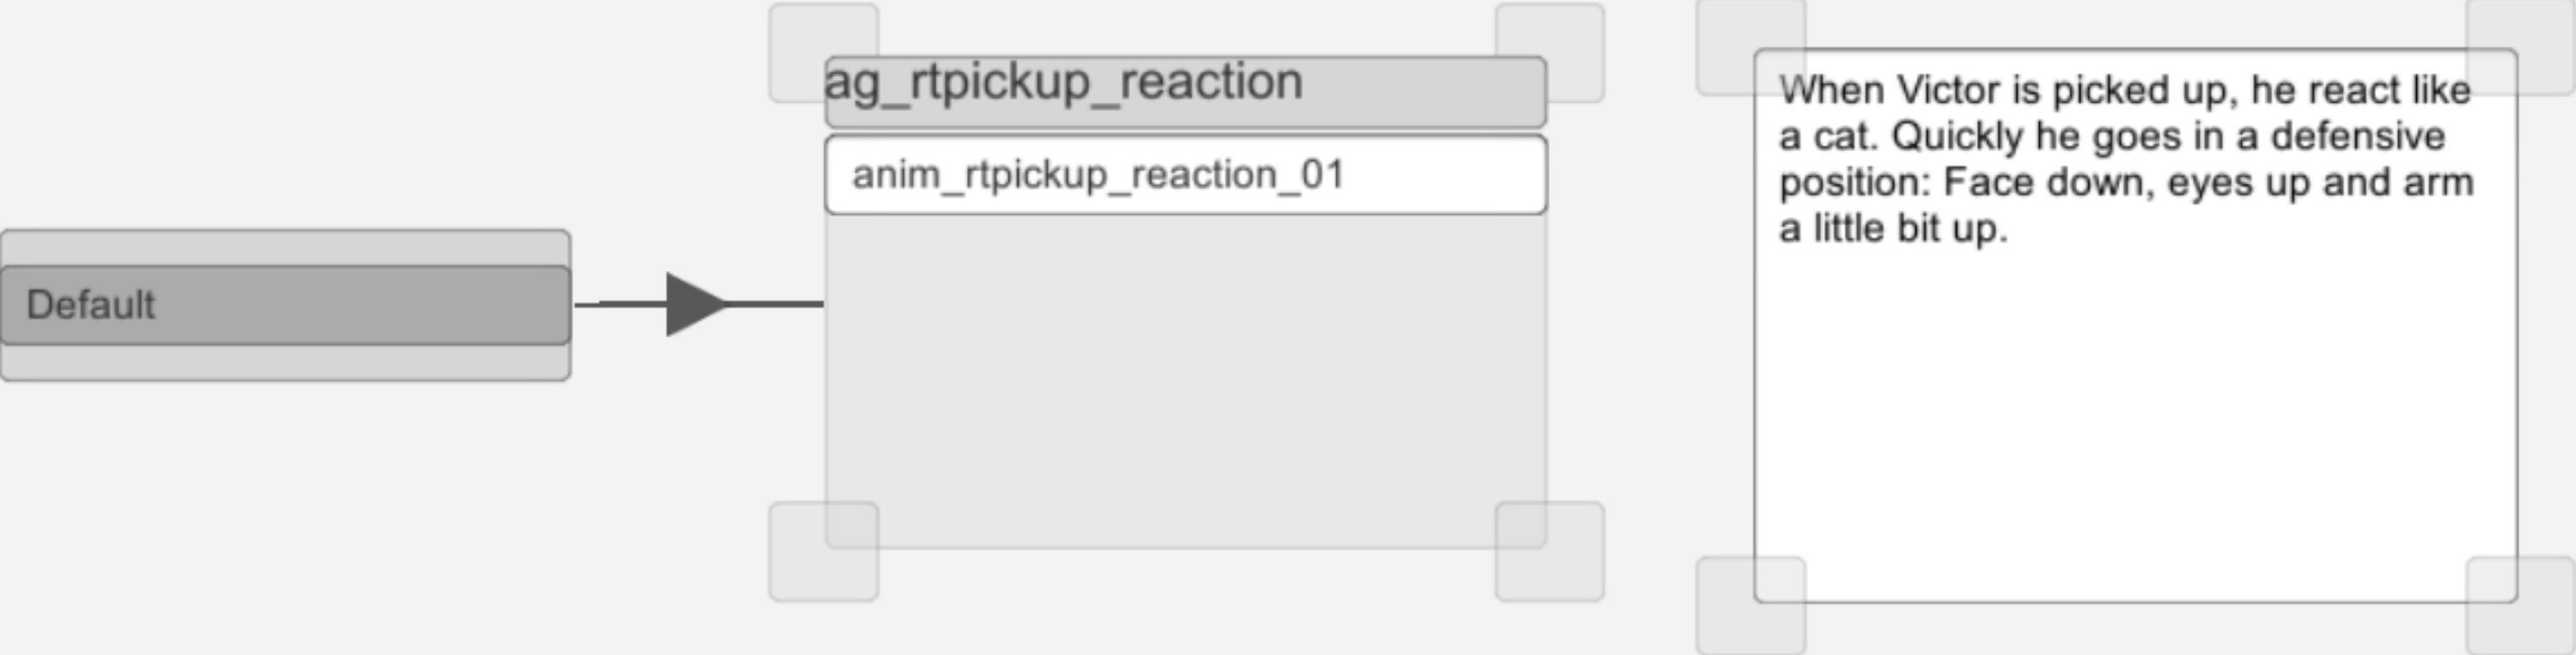 Default
ag_rtpickup_reaction
anim_rtpickup_reaction_01
When Victor is picked up, he react like
a cat. Quickly he goes in a defensive
position: Face down, eyes up and arm
a little bit up.